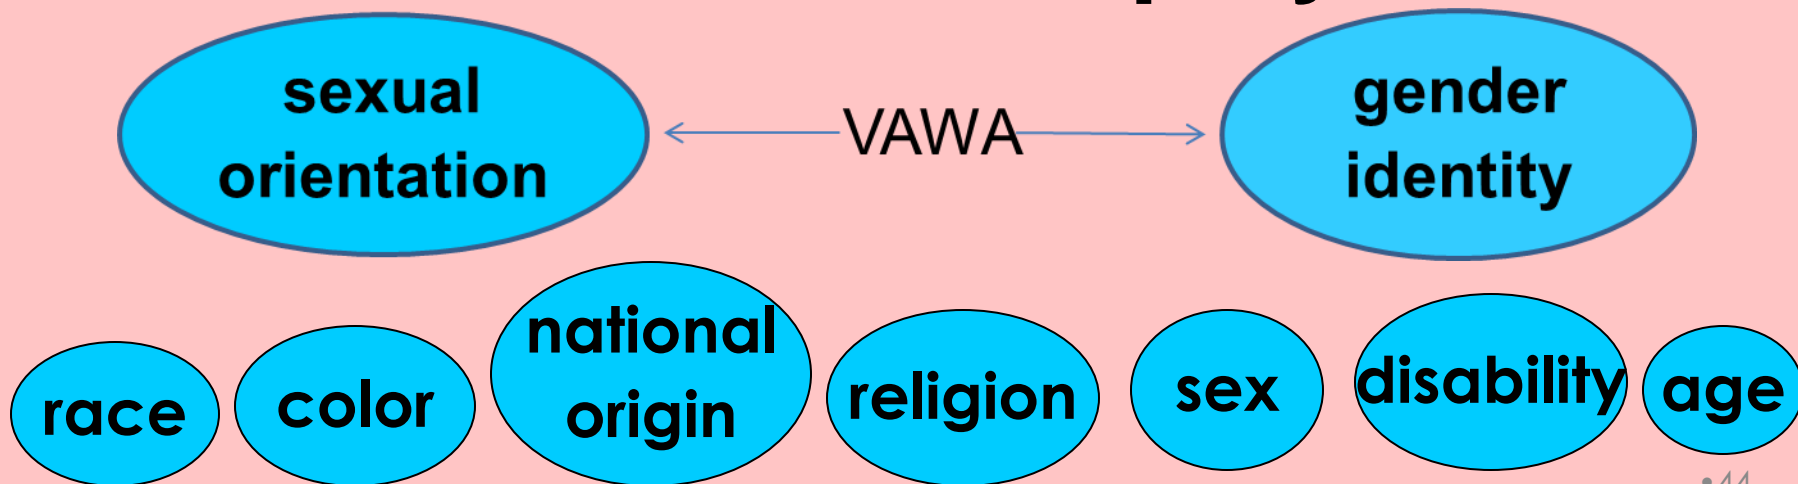 sexual
orientation
VAWA
gender
identity
race
color
national
origin
religion
sex
disability
age